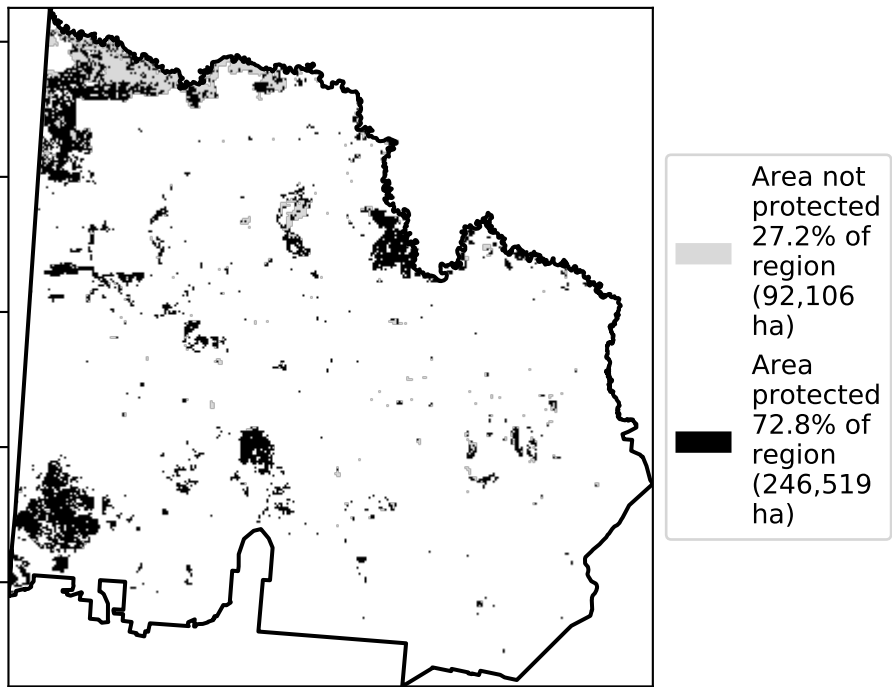 Area not
protected
27.2% of
region
(92,106
ha)
Area
protected
72.8% of
region
(246,519
ha)